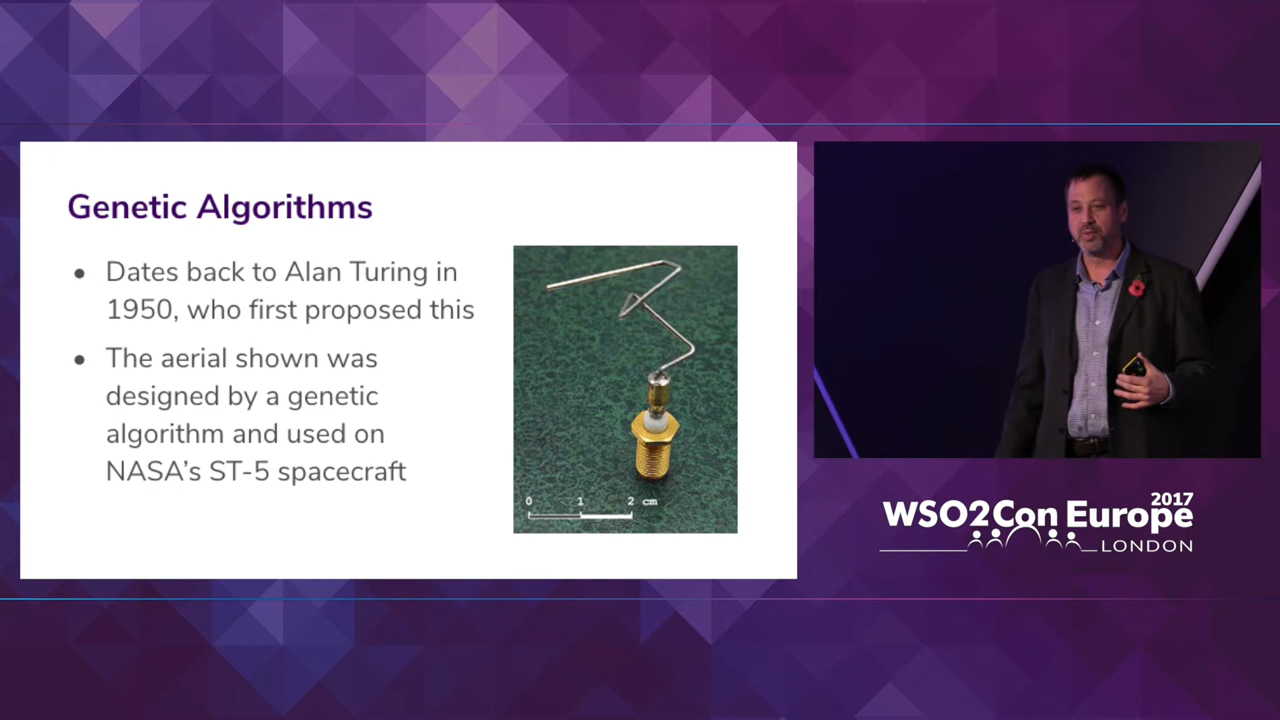 Genetic Algorithms
• Dates back to Alan Turing in
1950, who first proposed this
• The aerial shown was
designed by a genetic
algorithm and used on
NASA's ST-5 spacecraft
0 1 2 cm
2017
WSO2Con Europe
LONDON